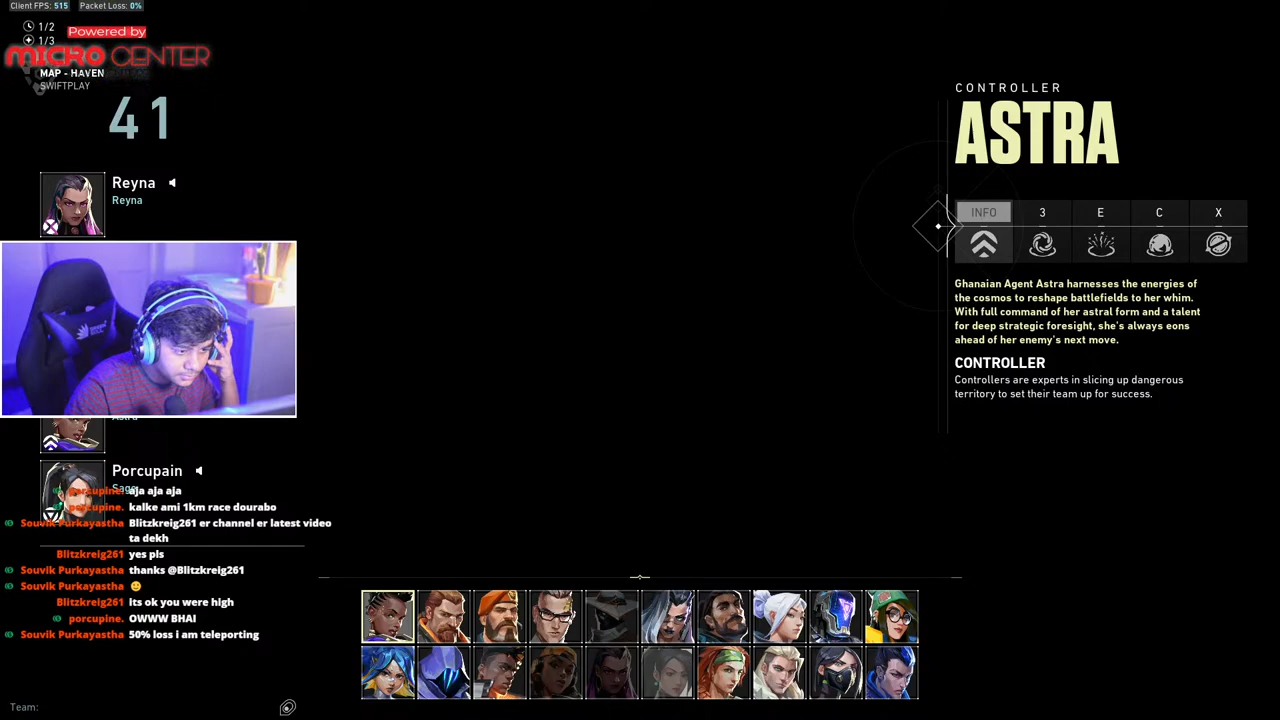 Client FPS: 515 Packet Loss: 0%
1/2
Powered by
1/3
MICRO CENTER
MAP - HAVEN
SWIFTPLAY
41
Reyna
Reyna
Porcupain
Sage
porcupine. aja aja aja
porcupine. kalke ami 1km race dourabo
Souvik Purkayastha Blitzkreig261 er channel er latest video
ta dekh
Blitzkreig261 yes pls
Souvik Purkayastha thanks @Blitzkreig261
Souvik Purkayastha 🙂
Blitzkreig261 its ok you were high
porcupine. OWWW BHAI
Souvik Purkayastha 50% loss i am teleporting
Team:
CONTROLLER
ASTRA
INFO 3 E C X
Ghanaian Agent Astra harnesses the energies of
the cosmos to reshape battlefields to her whim.
With full command of her astral form and a talent
for deep strategic foresight, she's always eons
ahead of her enemy's next move.
CONTROLLER
Controllers are experts in slicing up dangerous
territory to set their team up for success.